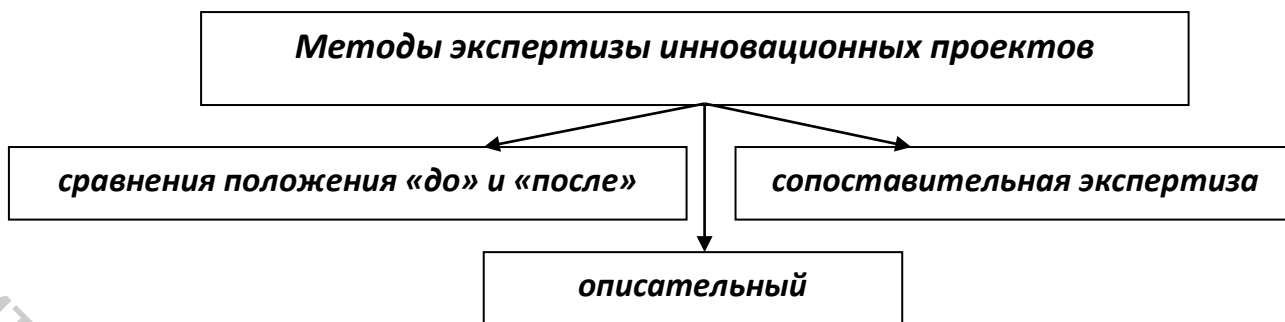 Методы экспертизы инновационных проектов
сравнения положения «до» и «после»
сопоставительная экспертиза
описательный